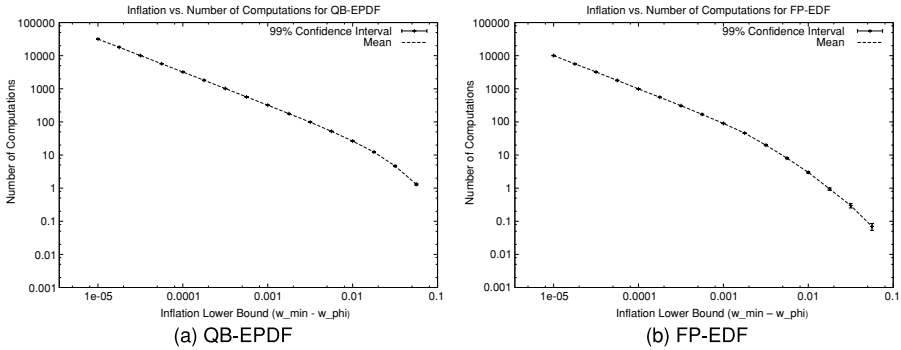 Inflation vs. Number of Computations for QB-EPDF
100000
10000
1000
100
10
1
0.1
0.01
0.001
Number of Computations
99% Confidence Interval
Mean
1e-05
0.0001
0.001
0.01
0.1
Inflation Lower Bound (w_min - w_phi)
(a) QB-EPDF
Inflation vs. Number of Computations for FP-EDF
100000
10000
1000
100
10
1
0.1
0.01
0.001
Number of Computations
99% Confidence Interval
Mean
1e-05
0.0001
0.001
0.01
0.1
Inflation Lower Bound (w_min – w_phi)
(b) FP-EDF